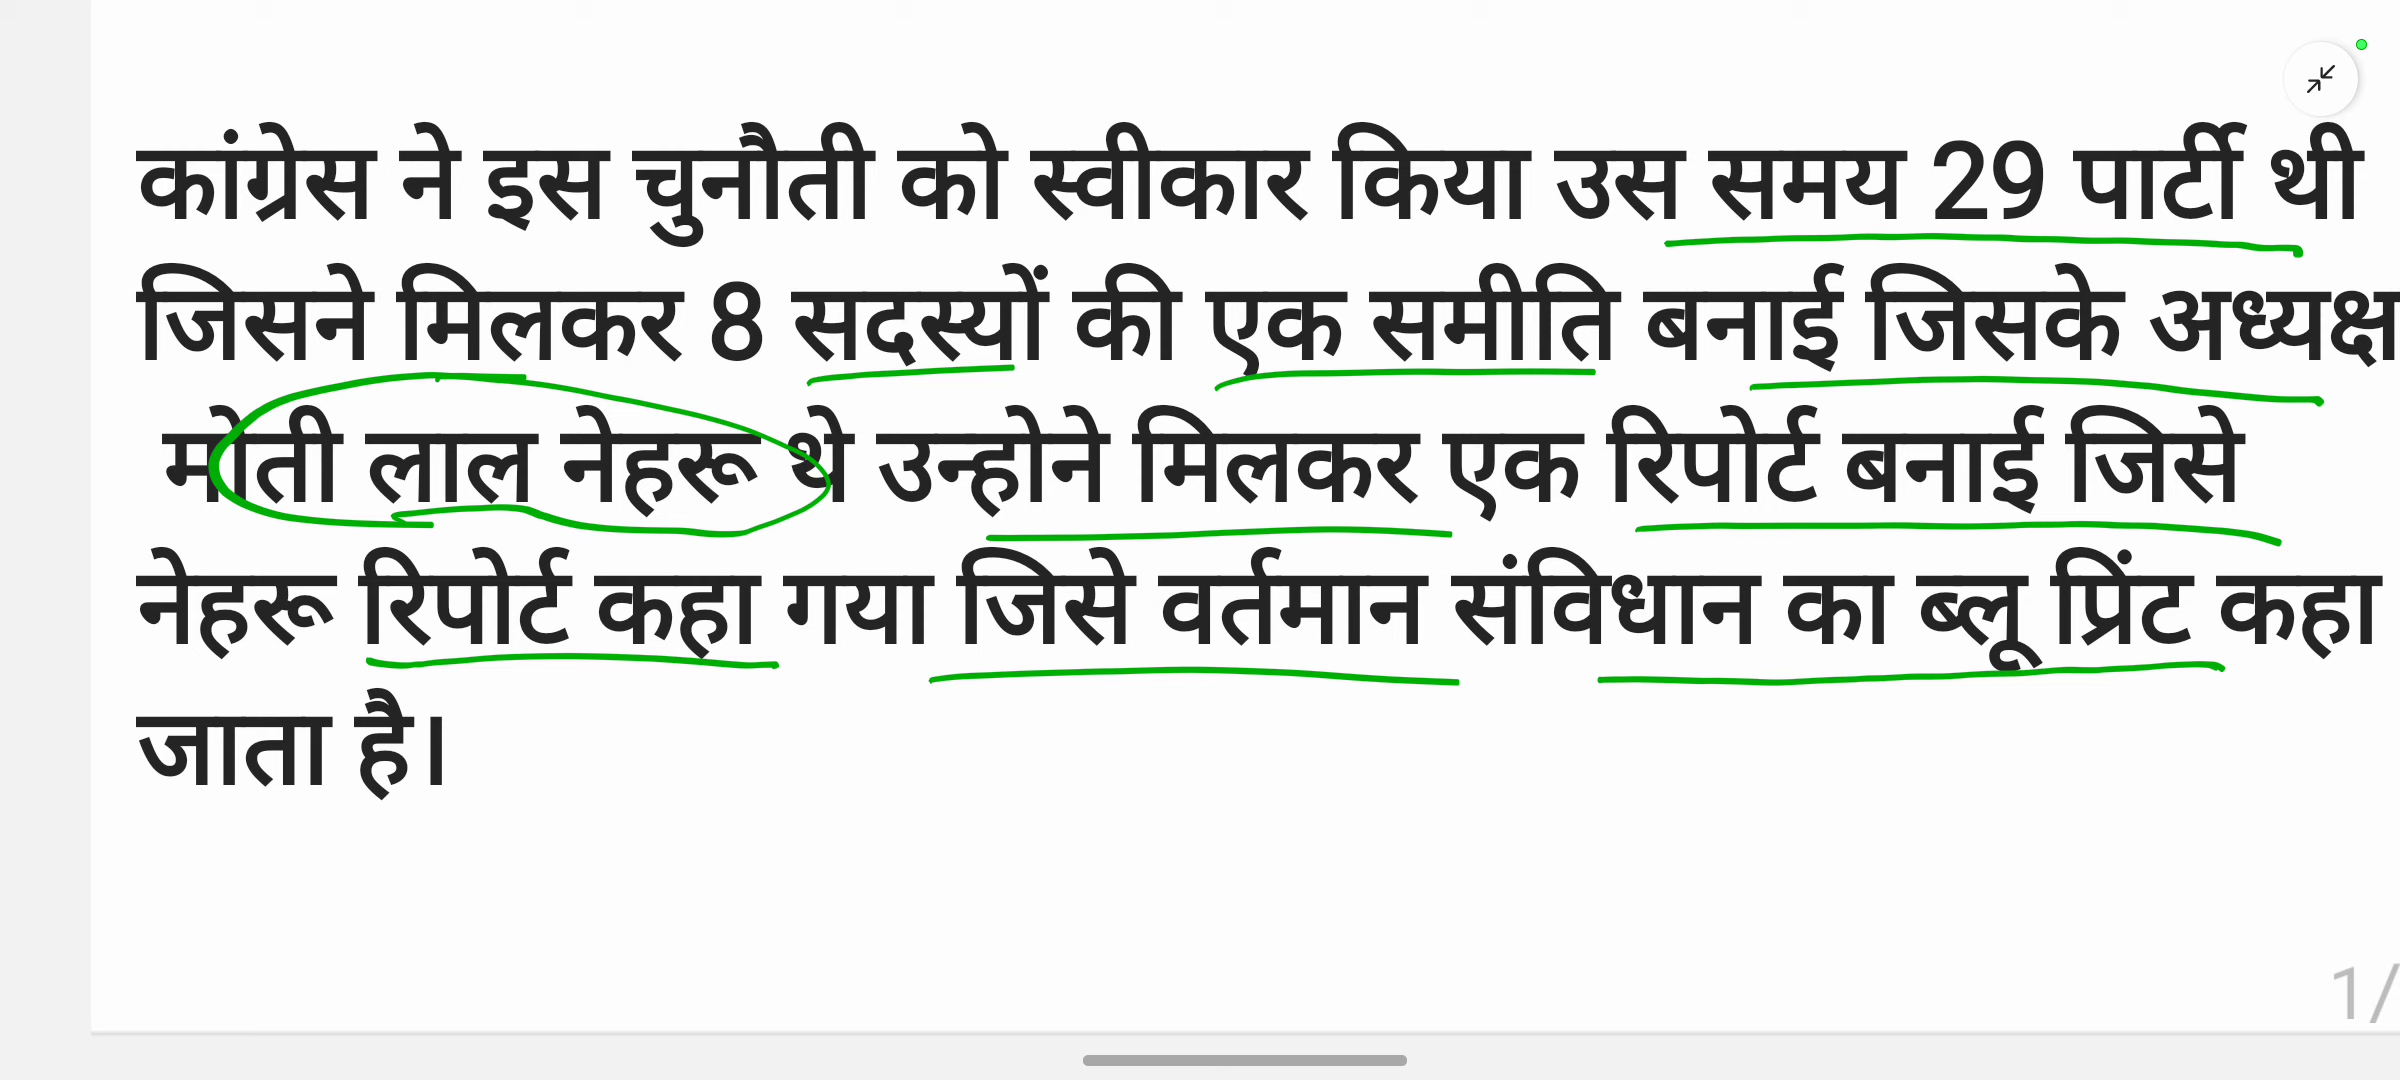 कांग्रेस ने इस चुनौती को स्वीकार किया उस समय 29 पार्टी थी
जिसने मिलकर 8 सदस्यों की एक समीति बनाई जिसके अध्यक्ष
मोती लाल नेहरू थे उन्होने मिलकर एक रिपोर्ट बनाई जिसे
नेहरू रिपोर्ट कहा गया जिसे वर्तमान संविधान का ब्लू प्रिंट कहा
जाता है।
1/